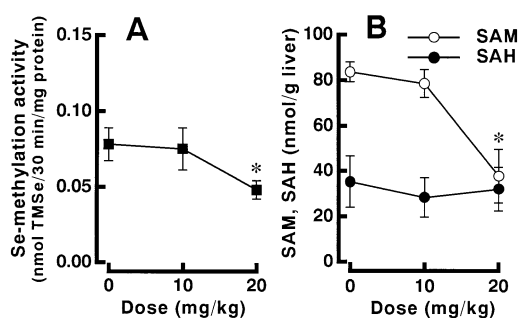 A
Se-methylation activity
(nmol TMSe/30 min/mg protein)
0.15
0.10
0.05
0.00
*
0 10 20
Dose (mg/kg)
B
SAM
SAH
SAM, SAH (nmol/g liver)
100
80
60
40
20
0
*
0 10 20
Dose (mg/kg)